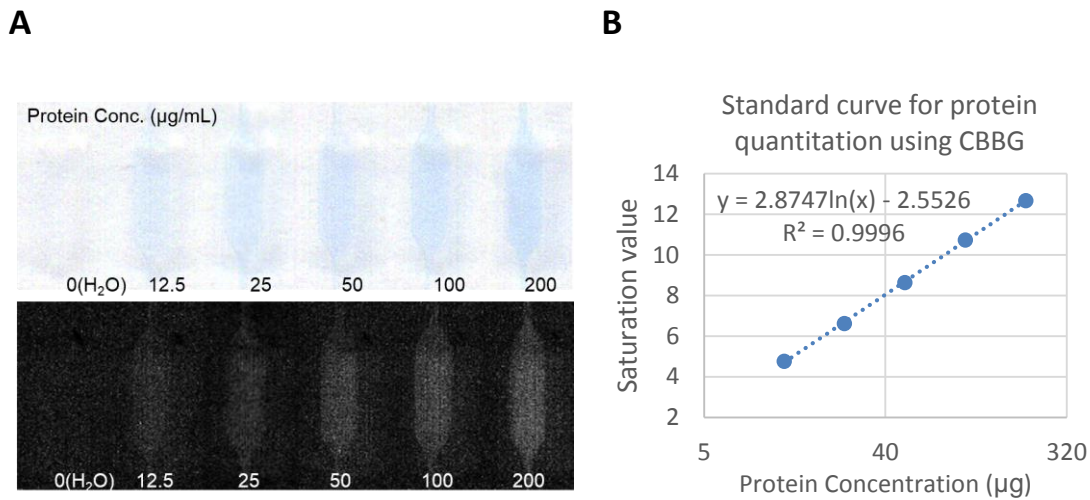 A
B
Protein Conc. (µg/mL)
0(H₂O) 12.5 25 50 100 200
0(H₂O) 12.5 25 50 100 200
Standard curve for protein
quantitation using CBBG
y = 2.8747ln(x) - 2.5526
R² = 0.9996
Saturation value
14
12
10
8
6
4
2
5 40 320
Protein Concentration (µg)